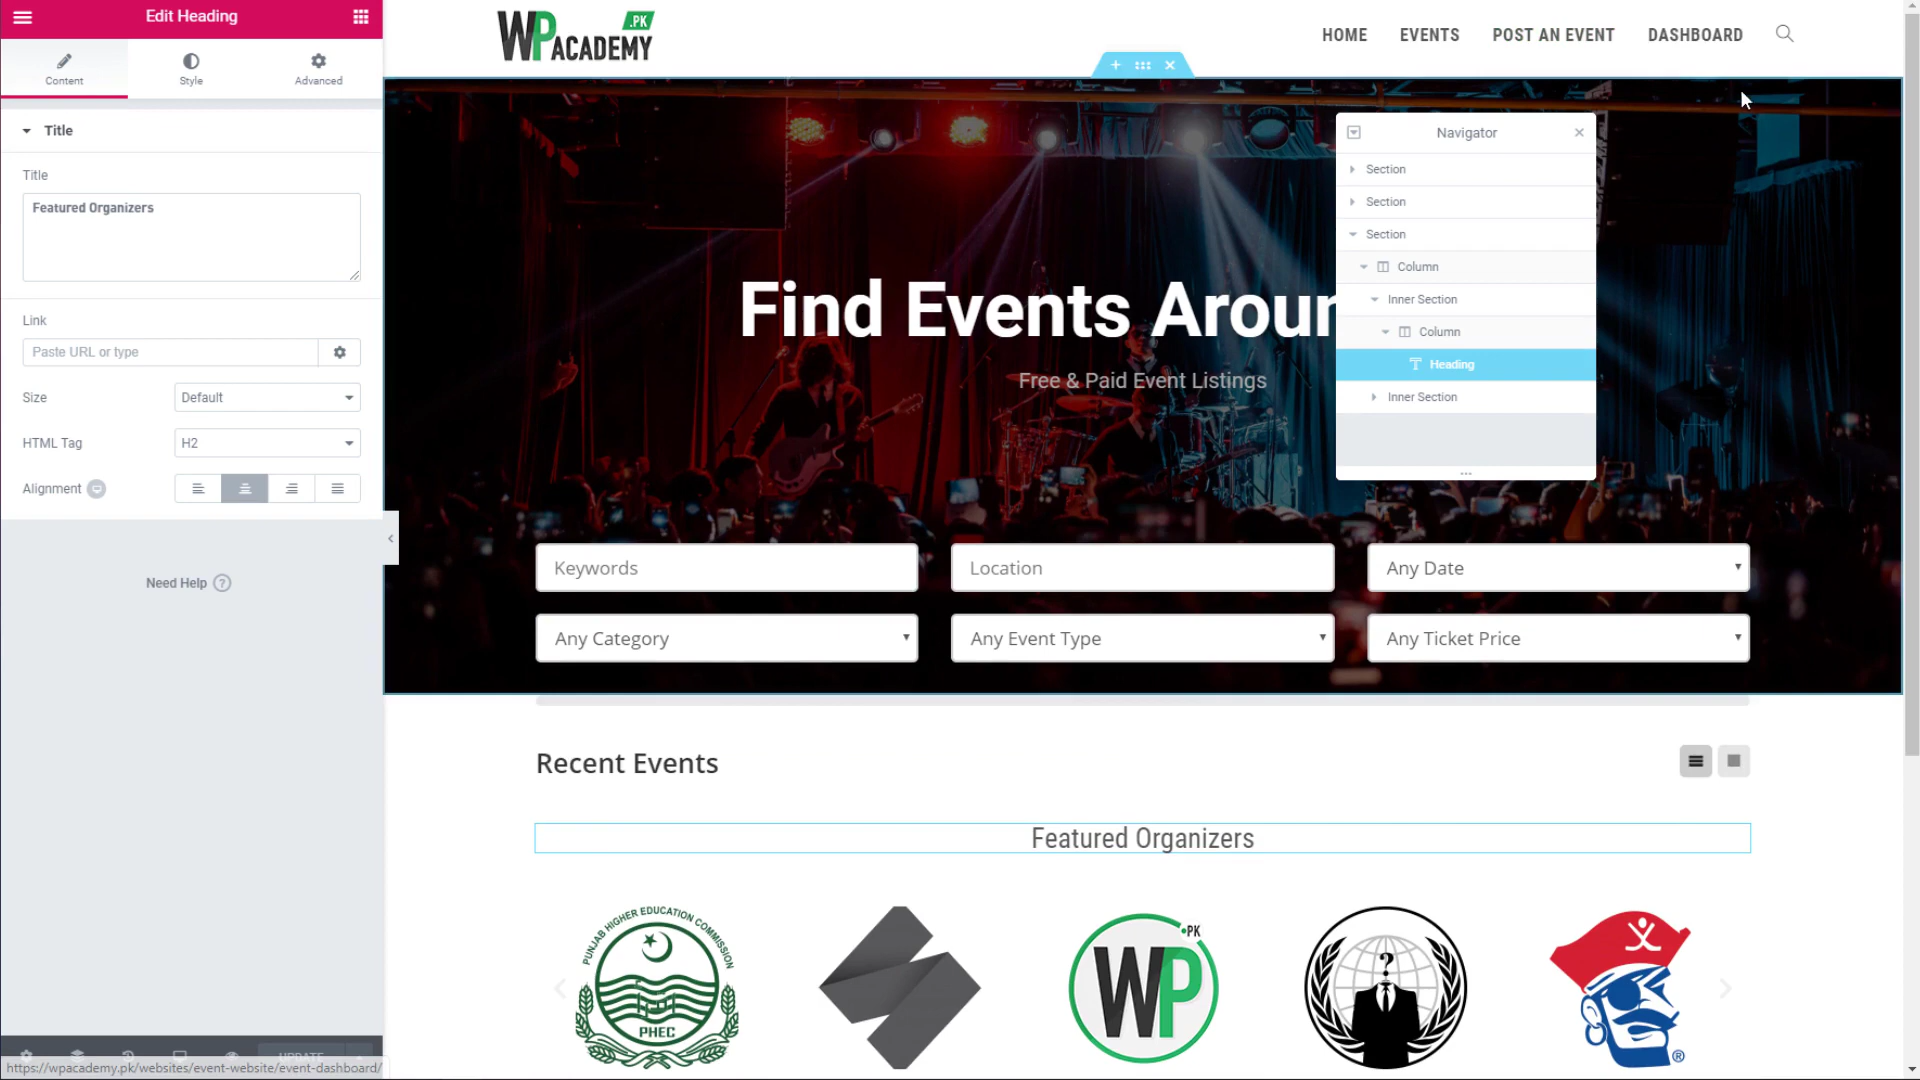 Edit Heading
Content
Style
Advanced
Title
Title
Featured Organizers
Link
Paste URL or type
Size
Default
HTML Tag
H2
Alignment
Need Help ?
UPDATE
https://wpacademy.pk/websites/event-website/event-dashboard/
WP ACADEMY .PK
HOME
EVENTS
POST AN EVENT
DASHBOARD
Find Events Aroun
Free & Paid Event Listings
Navigator
Section
Section
Section
Column
Inner Section
Column
Heading
Inner Section
Keywords
Location
Any Date
Any Category
Any Event Type
Any Ticket Price
Recent Events
Featured Organizers
PUNJAB HIGHER EDUCATION COMMISSION
PHEC
WP
.PK
?
®